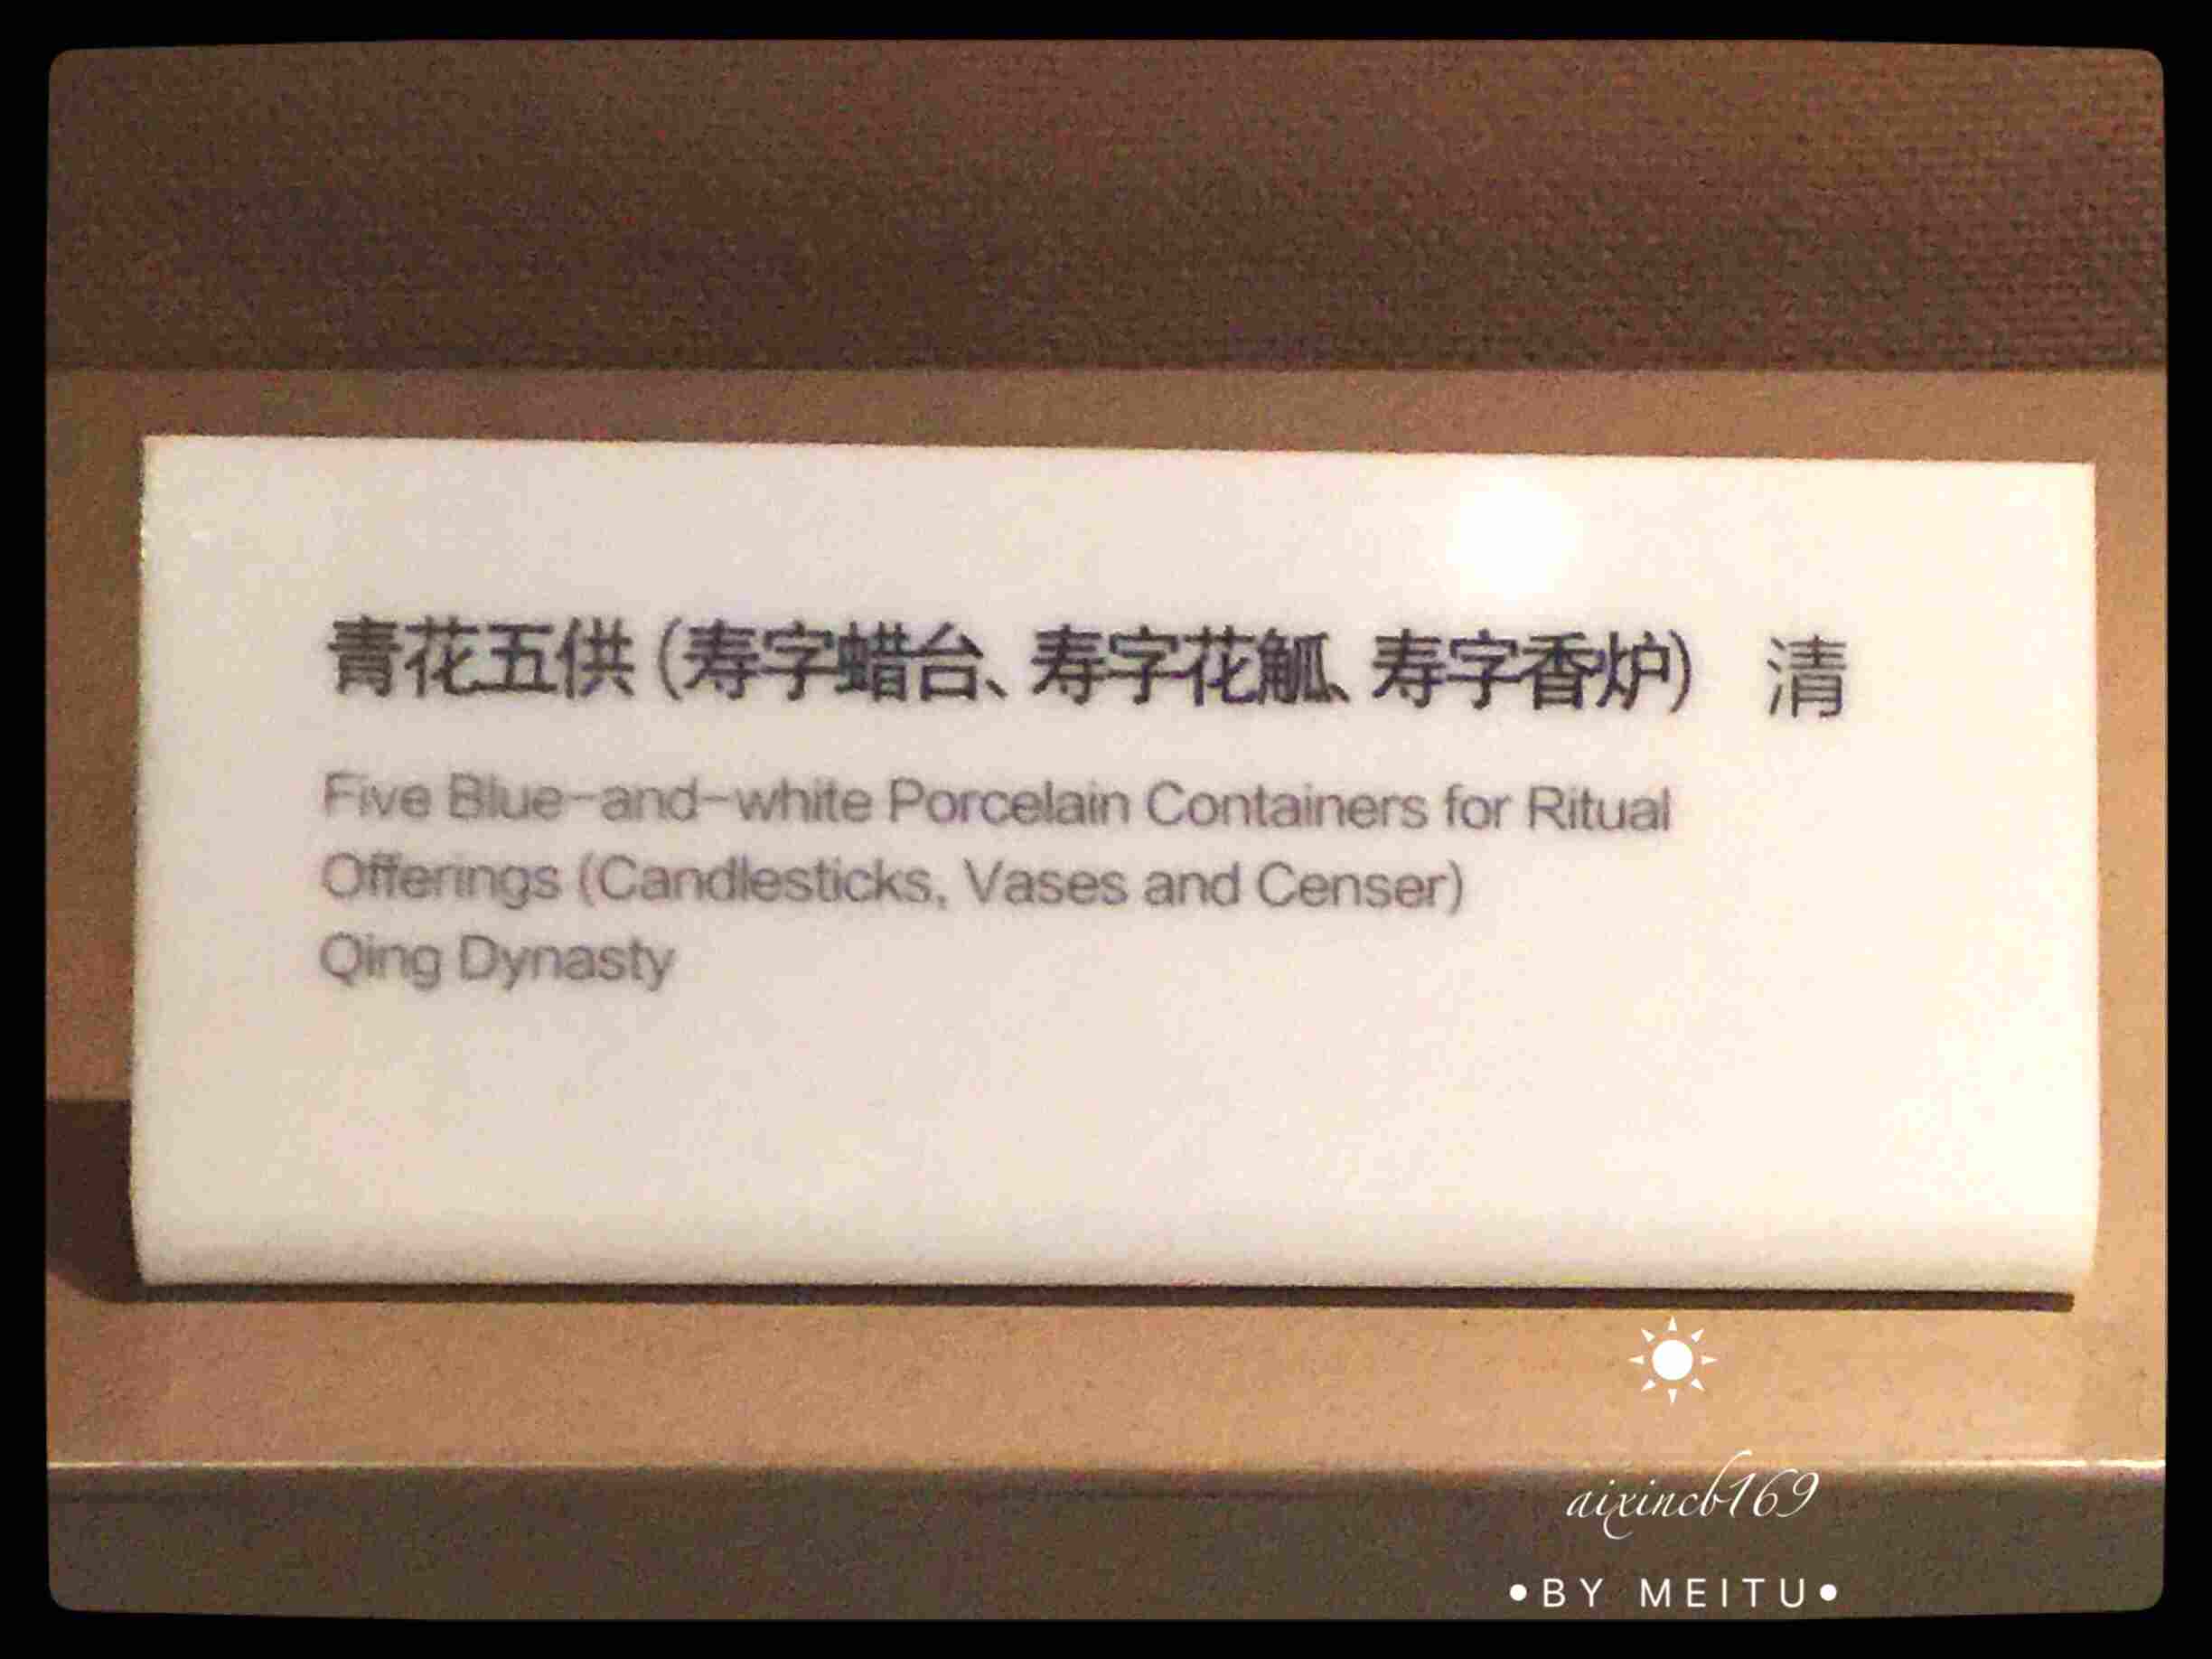 青花五供（寿字蜡台、寿字花觚、寿字香炉） 清
Five Blue-and-white Porcelain Containers for Ritual
Offerings (Candlesticks, Vases and Censer)
Qing Dynasty
aixincb169
•BY MEITU•